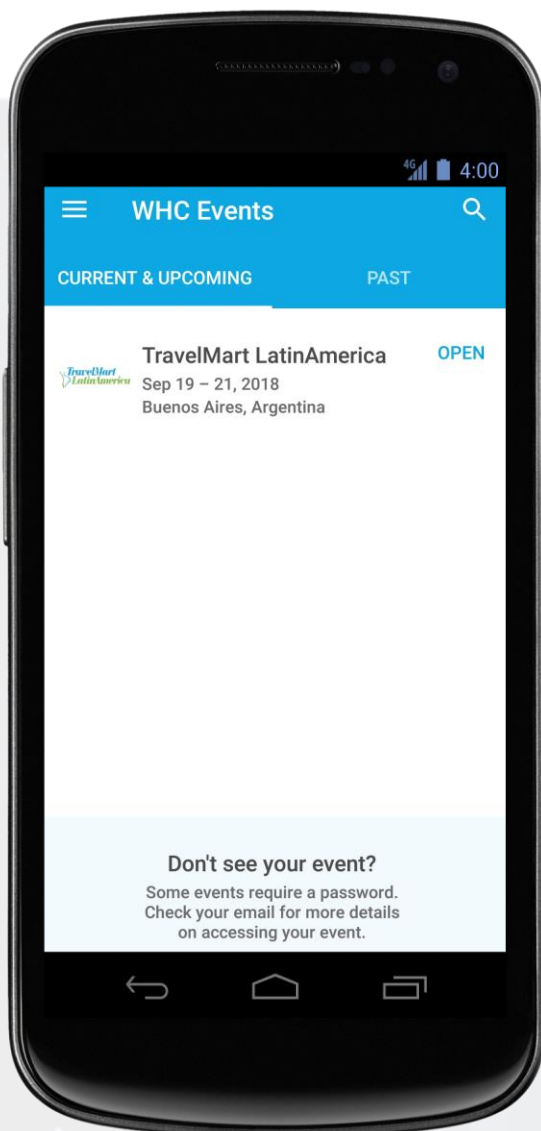 4G 4:00
WHC Events
CURRENT & UPCOMING PAST
TravelMart
LatinAmerica
TravelMart LatinAmerica OPEN
Sep 19 – 21, 2018
Buenos Aires, Argentina
Don't see your event?
Some events require a password.
Check your email for more details
on accessing your event.